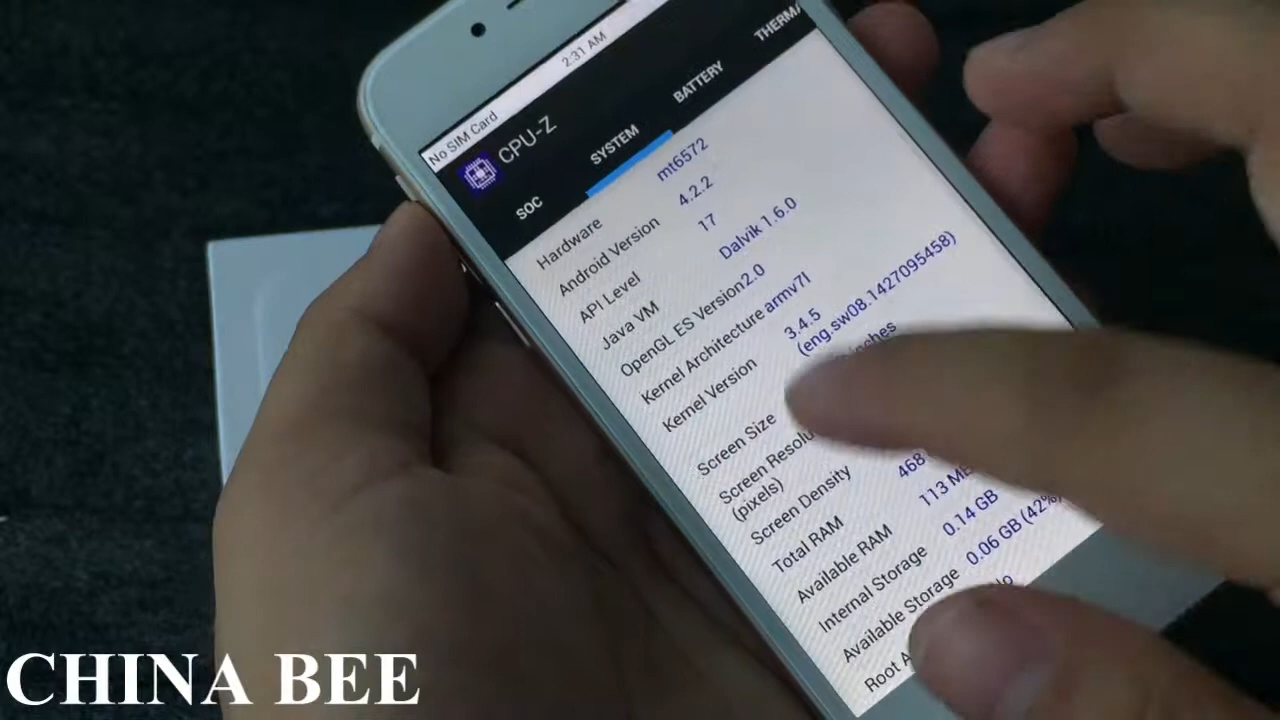 No SIM Card 2:31 AM
CPU-Z
SOC SYSTEM BATTERY
Hardware mt6572
Android Version 4.2.2
API Level 17
Java VM Dalvik 1.6.0
OpenGL ES Version2.0
Kernel Architecture armv7l
Kernel Version 3.4.5
(eng.sw08.1427095458)
Screen Size
Screen
(pixels)
Screen Density
Total RAM 468
Available RAM 113
Internal Storage 0.14 GB
Available Storage 0.06 GB (42%
Root
CHINA BEE